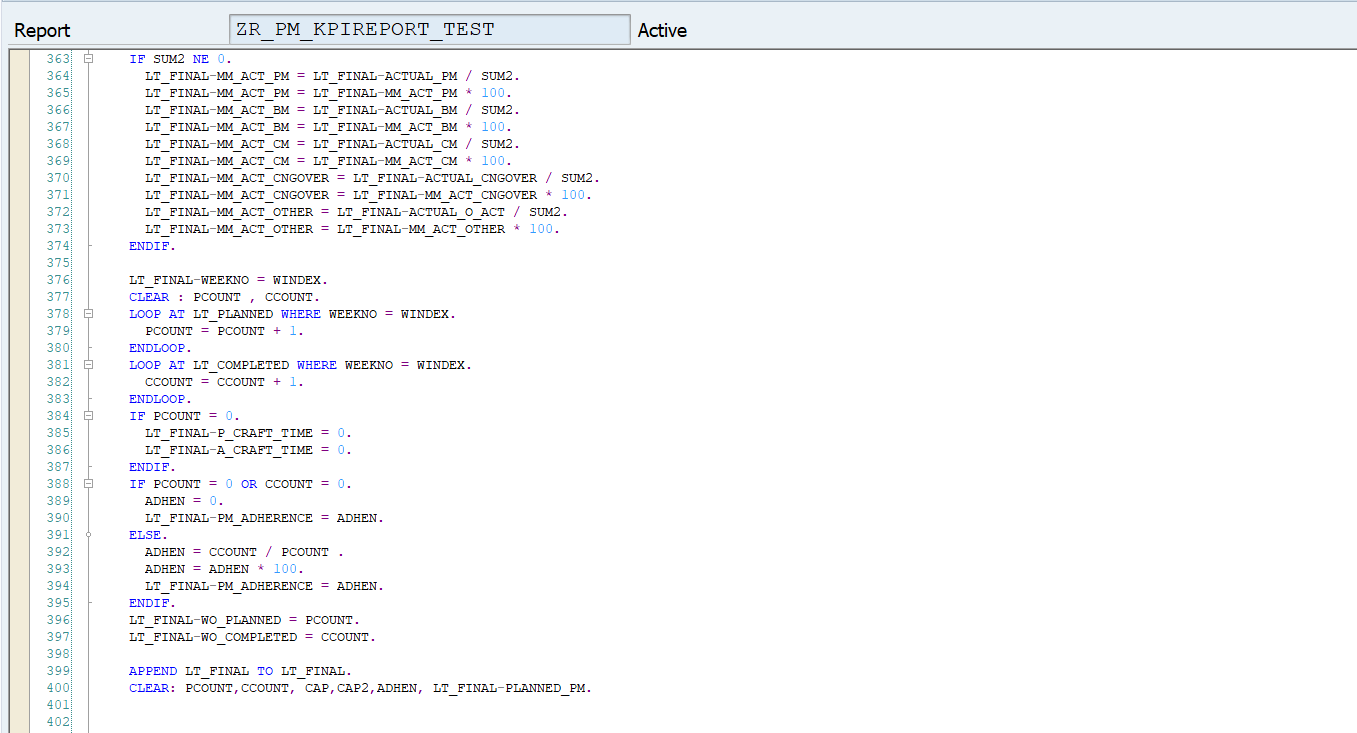 Report ZR_PM_KPIREPORT_TEST Active
363 IF SUM2 NE 0.
364 LT_FINAL-MM_ACT_PM = LT_FINAL-ACTUAL_PM / SUM2.
365 LT_FINAL-MM_ACT_PM = LT_FINAL-MM_ACT_PM * 100.
366 LT_FINAL-MM_ACT_BM = LT_FINAL-ACTUAL_BM / SUM2.
367 LT_FINAL-MM_ACT_BM = LT_FINAL-MM_ACT_BM * 100.
368 LT_FINAL-MM_ACT_CM = LT_FINAL-ACTUAL_CM / SUM2.
369 LT_FINAL-MM_ACT_CM = LT_FINAL-MM_ACT_CM * 100.
370 LT_FINAL-MM_ACT_CNGOVER = LT_FINAL-ACTUAL_CNGOVER / SUM2.
371 LT_FINAL-MM_ACT_CNGOVER = LT_FINAL-MM_ACT_CNGOVER * 100.
372 LT_FINAL-MM_ACT_OTHER = LT_FINAL-ACTUAL_O_ACT / SUM2.
373 LT_FINAL-MM_ACT_OTHER = LT_FINAL-MM_ACT_OTHER * 100.
374 ENDIF.
375
376 LT_FINAL-WEEKNO = WINDEX.
377 CLEAR : PCOUNT , CCOUNT.
378 LOOP AT LT_PLANNED WHERE WEEKNO = WINDEX.
379 PCOUNT = PCOUNT + 1.
380 ENDLOOP.
381 LOOP AT LT_COMPLETED WHERE WEEKNO = WINDEX.
382 CCOUNT = CCOUNT + 1.
383 ENDLOOP.
384 IF PCOUNT = 0.
385 LT_FINAL-P_CRAFT_TIME = 0.
386 LT_FINAL-A_CRAFT_TIME = 0.
387 ENDIF.
388 IF PCOUNT = 0 OR CCOUNT = 0.
389 ADHEN = 0.
390 LT_FINAL-PM_ADHERENCE = ADHEN.
391 ELSE.
392 ADHEN = CCOUNT / PCOUNT .
393 ADHEN = ADHEN * 100.
394 LT_FINAL-PM_ADHERENCE = ADHEN.
395 ENDIF.
396 LT_FINAL-WO_PLANNED = PCOUNT.
397 LT_FINAL-WO_COMPLETED = CCOUNT.
398
399 APPEND LT_FINAL TO LT_FINAL.
400 CLEAR: PCOUNT,CCOUNT, CAP,CAP2,ADHEN, LT_FINAL-PLANNED_PM.
401
402